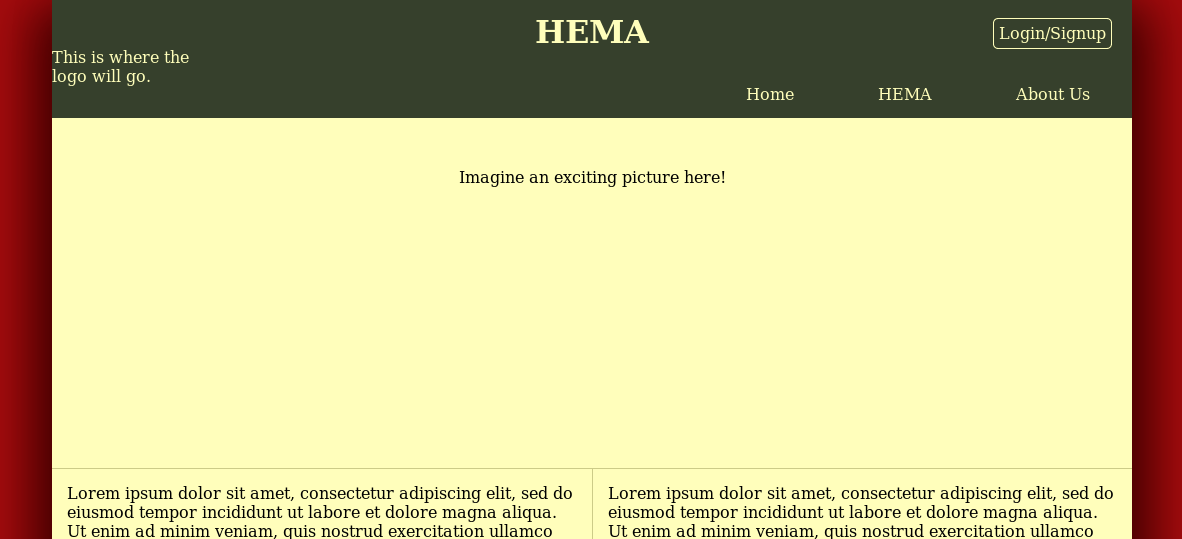 HEMA
Login/Signup
This is where the
logo will go.
Home
HEMA
About Us
Imagine an exciting picture here!
Lorem ipsum dolor sit amet, consectetur adipiscing elit, sed do
eiusmod tempor incididunt ut labore et dolore magna aliqua.
Ut enim ad minim veniam, quis nostrud exercitation ullamco
Lorem ipsum dolor sit amet, consectetur adipiscing elit, sed do
eiusmod tempor incididunt ut labore et dolore magna aliqua.
Ut enim ad minim veniam, quis nostrud exercitation ullamco